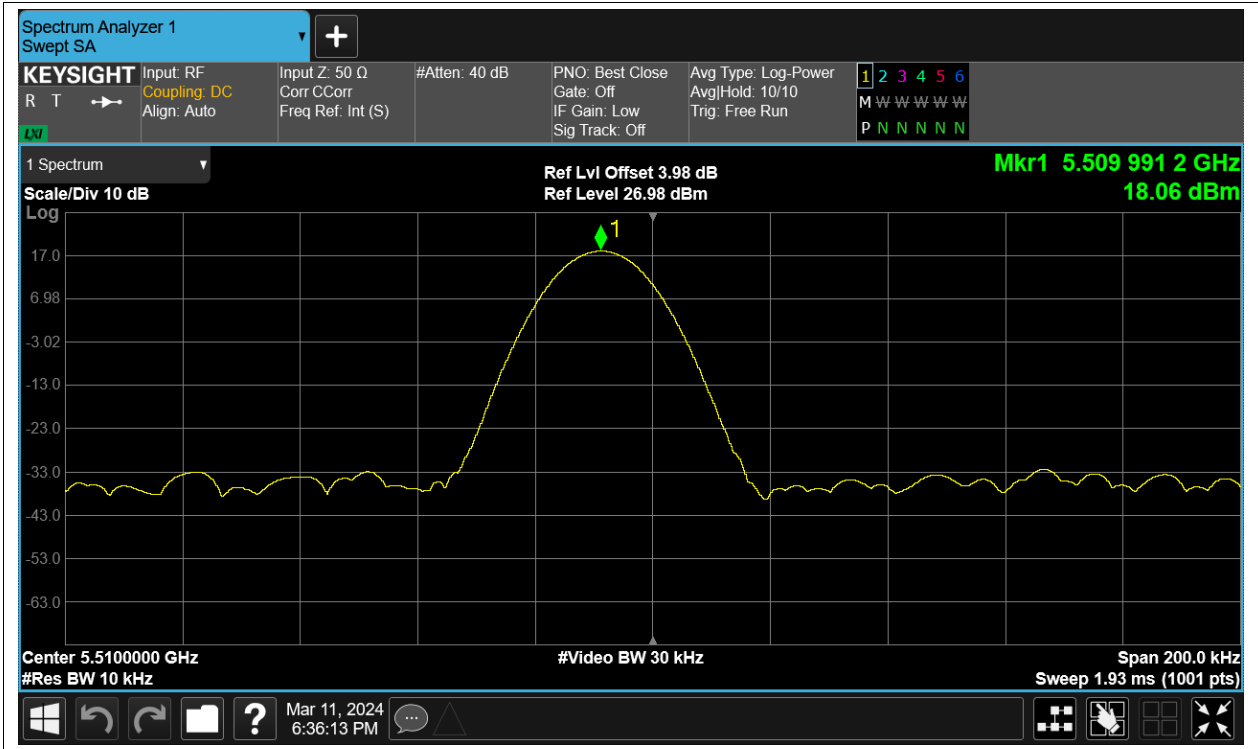 Spectrum Analyzer 1
Swept SA
KEYSIGHT
R T
LXI
Input: RF
Coupling: DC
Align: Auto
Input Z: 50 Ω
Corr CCorr
Freq Ref: Int (S)
#Atten: 40 dB
PNO: Best Close
Gate: Off
IF Gain: Low
Sig Track: Off
Avg Type: Log-Power
Avg|Hold: 10/10
Trig: Free Run
1 2 3 4 5 6
M W W W W W
P N N N N N
1 Spectrum
Scale/Div 10 dB
Log
Ref Lvl Offset 3.98 dB
Ref Level 26.98 dBm
Mkr1 5.509 991 2 GHz
18.06 dBm
1
17.0
6.98
-3.02
-13.0
-23.0
-33.0
-43.0
-53.0
-63.0
Center 5.5100000 GHz
#Video BW 30 kHz
Span 200.0 kHz
#Res BW 10 kHz
Sweep 1.93 ms (1001 pts)
?
Mar 11, 2024
6:36:13 PM